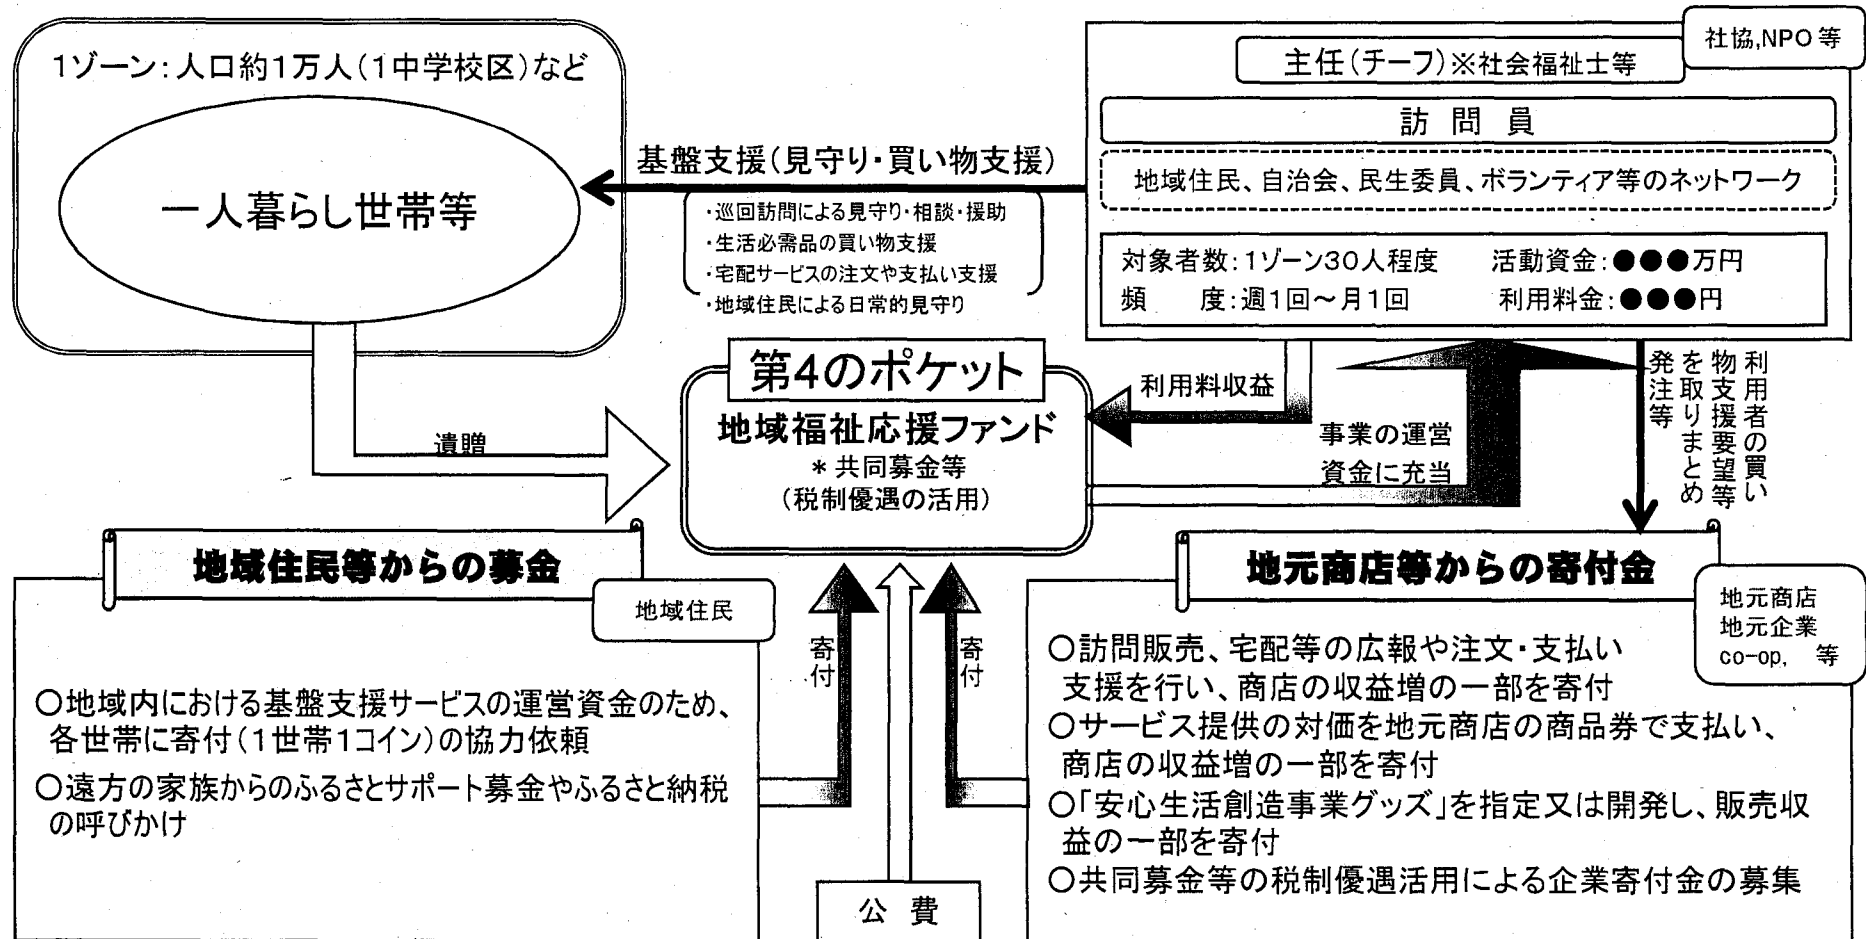 1ゾーン:人口約1万人(1中学校区)など
一人暮らし世帯等
基盤支援(見守り・買い物支援)
・巡回訪問による見守り・相談・援助
・生活必需品の買い物支援
・宅配サービスの注文や支払い支援
・地域住民による日常的見守り
社協,NPO等
主任(チーフ)※社会福祉士等
訪問員
地域住民、自治会、民生委員、ボランティア等のネットワーク
対象者数:1ゾーン30人程度 活動資金:●●●万円
頻 度:週1回~月1回 利用料金:●●●円
第4のポケット
地域福祉応援ファンド
*共同募金等
(税制優遇の活用)
遺贈
利用料収益
事業の運営
資金に充当
利用者の買い
物支援要望等
を取りまとめ
発注等
地域住民等からの募金
地域住民
○地域内における基盤支援サービスの運営資金のため、
各世帯に寄付(1世帯1コイン)の協力依頼
○遠方の家族からのふるさとサポート募金やふるさと納税
の呼びかけ
寄付
寄付
公 費
地元商店等からの寄付金
地元商店
地元企業
co-op, 等
○訪問販売、宅配等の広報や注文・支払い
支援を行い、商店の収益増の一部を寄付
○サービス提供の対価を地元商店の商品券で支払い、
商店の収益増の一部を寄付
○「安心生活創造事業グッズ」を指定又は開発し、販売収
益の一部を寄付
○共同募金等の税制優遇活用による企業寄付金の募集